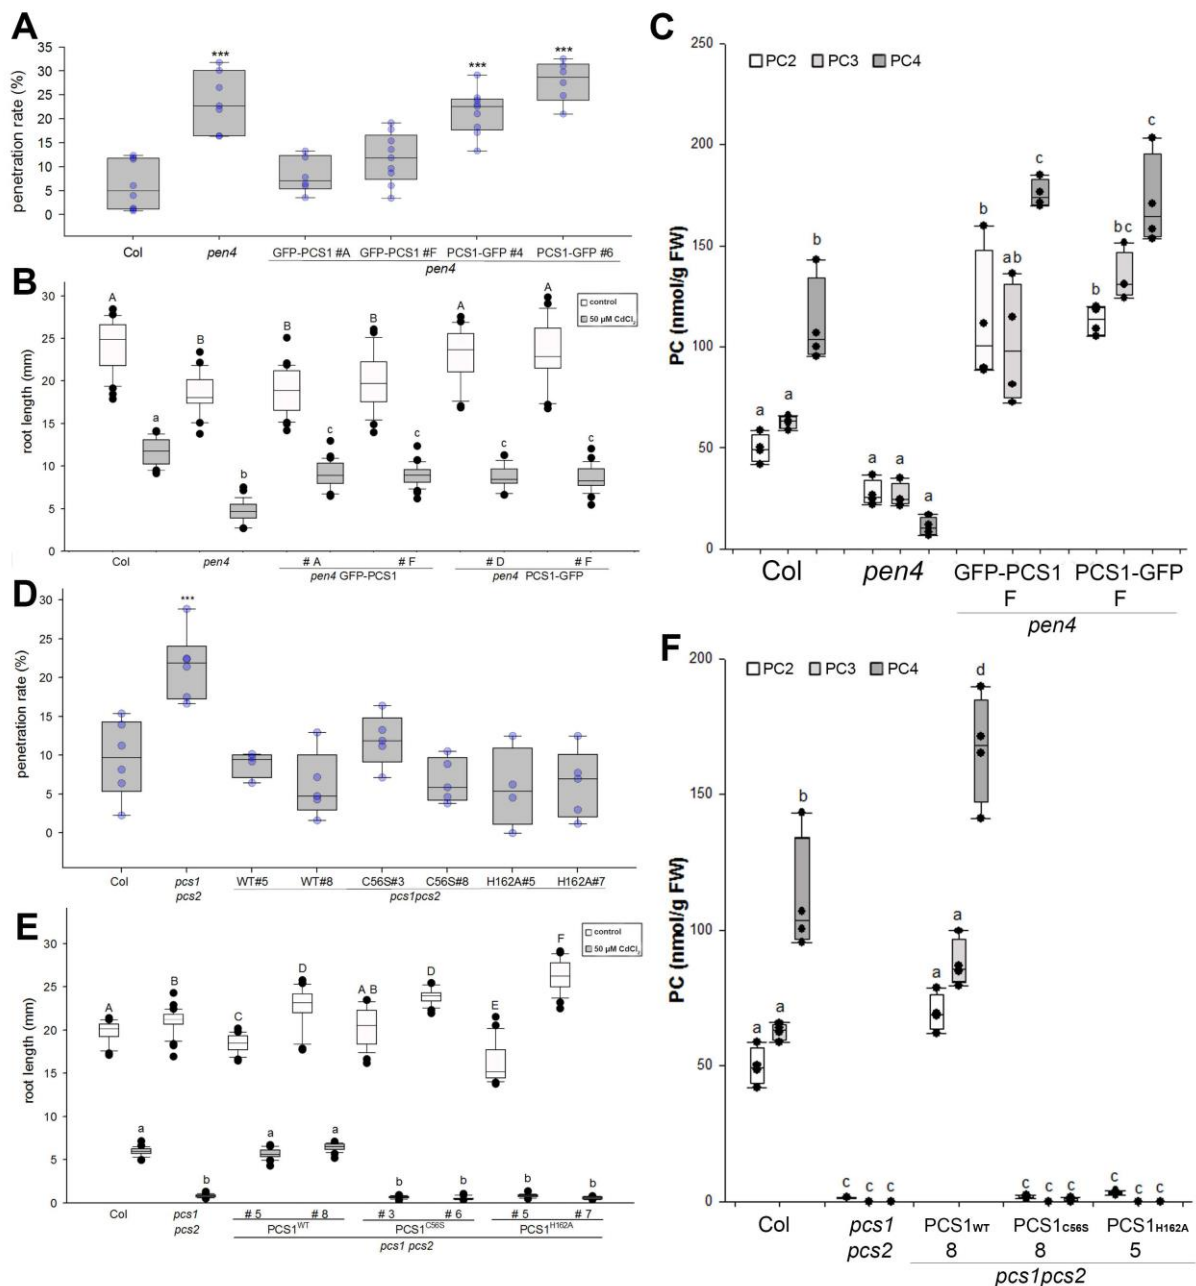 A
35
30
25
20
15
10
5
0
penetration rate (%)
***
***
***
Col
pen4
GFP-PCS1 #A
GFP-PCS1 #F
PCS1-GFP #4
PCS1-GFP #6
pen4
B
30
25
20
15
10
5
0
root length (mm)
control
50 µM CdCl2
A
a
B
b
B
c
B
c
A
c
A
c
Col
pen4
# A
# F
# D
# F
pen4 GFP-PCS1
pen4 PCS1-GFP
C
250
200
150
100
50
0
PC (nmol/g FW)
PC2
PC3
PC4
a
a
b
a
a
a
b
ab
c
b
bc
c
Col
pen4
GFP-PCS1
F
PCS1-GFP
F
pen4
D
30
25
20
15
10
5
0
penetration rate (%)
***
Col
pcs1
pcs2
WT#5
WT#8
C56S#3
C56S#8
H162A#5
H162A#7
pcs1pcs2
E
30
25
20
15
10
5
0
root length (mm)
control
50 µM CdCl2
A
a
B
b
C
a
D
a
A B
b
D
b
E
b
F
b
Col
pcs1
pcs2
# 5
# 8
# 3
# 6
# 5
# 7
PCS1WT
PCS1C56S
PCS1H162A
pcs1 pcs2
F
200
150
100
50
0
PC (nmol/g FW)
PC2
PC3
PC4
a
a
b
c
c
c
a
a
d
c
c
c
c
c
c
Col
pcs1
pcs2
PCS1WT
8
PCS1C56S
8
PCS1H162A
5
pcs1pcs2